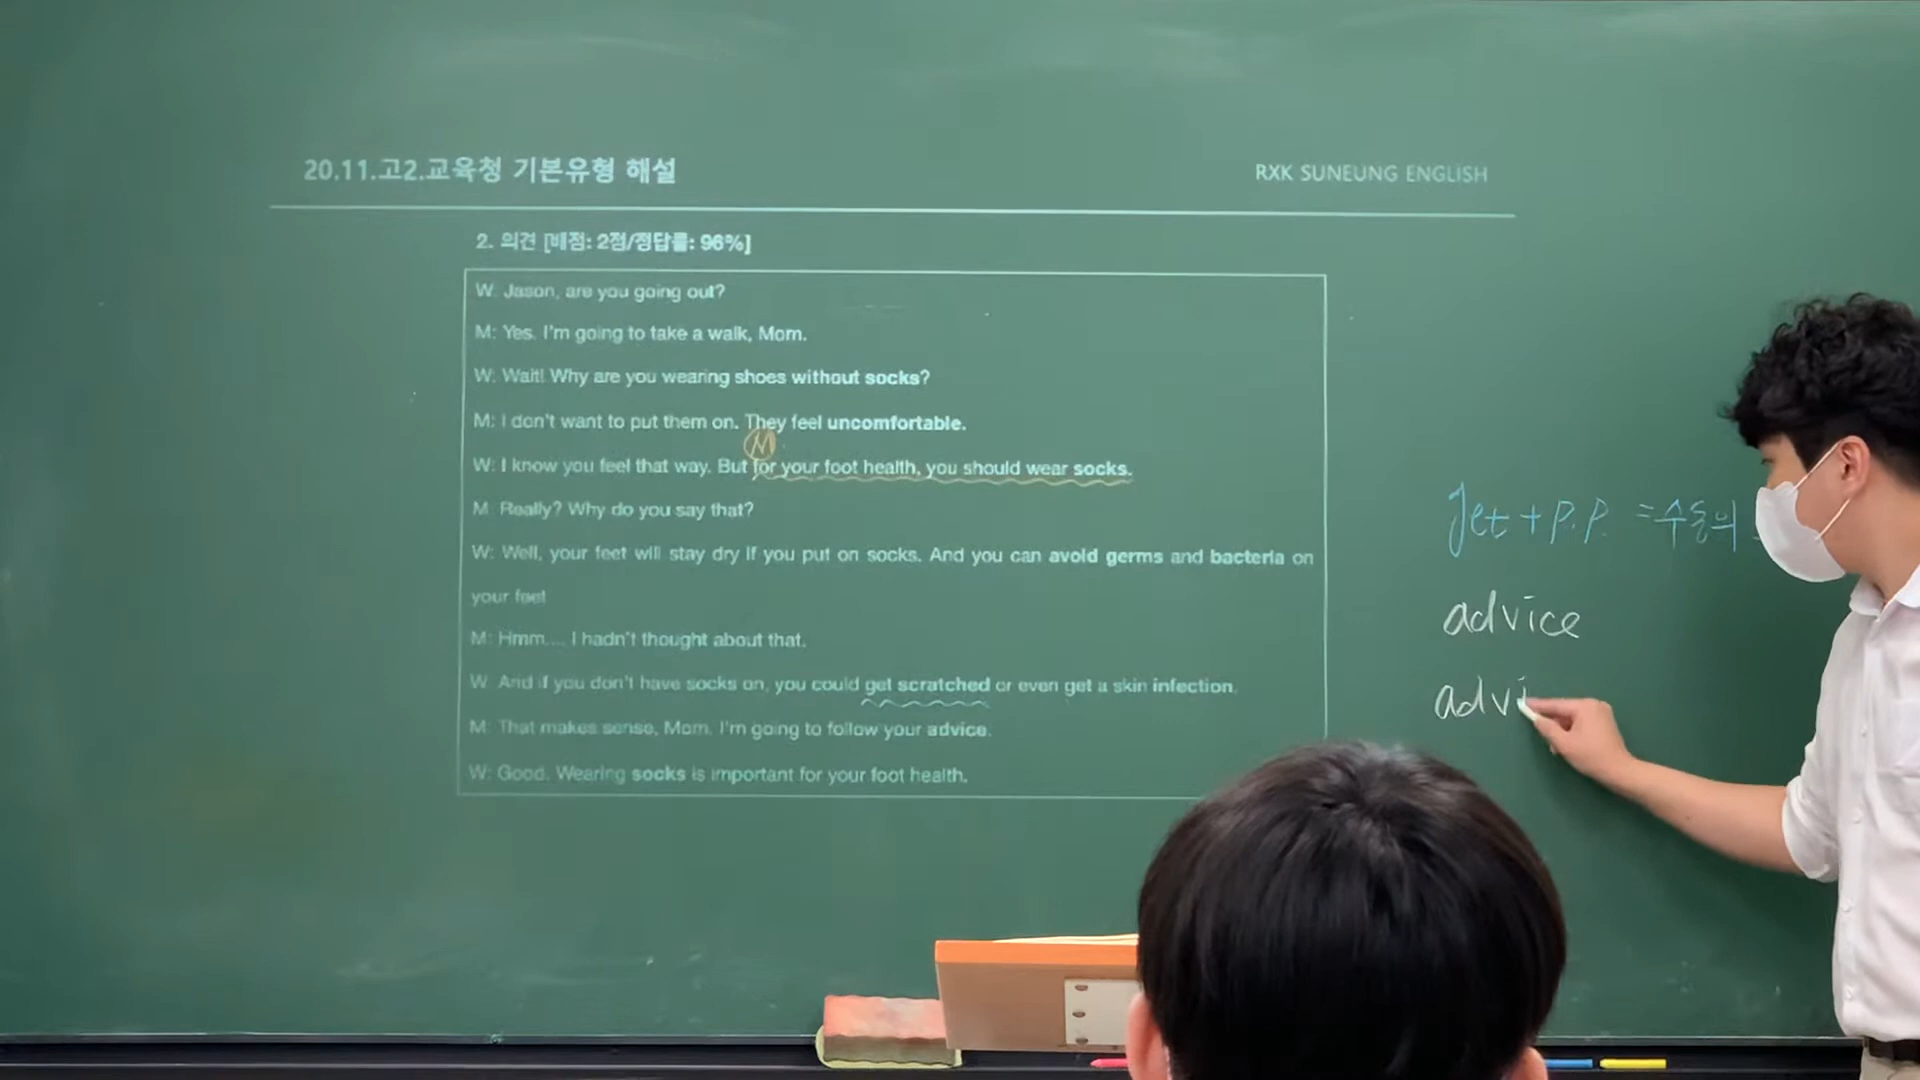 20.11.고2.교육청 기본유형 해설
RXK SUNEUNG ENGLISH
2. 의견 [배점: 2점/정답률: 96%]
W: Jason, are you going out?
M: Yes. I'm going to take a walk, Mom.
W: Wait! Why are you wearing shoes without socks?
M: I don't want to put them on. They feel uncomfortable.
M
W: I know you feel that way. But for your foot health, you should wear socks.
M: Really? Why do you say that?
W: Well, your feet will stay dry if you put on socks. And you can avoid germs and bacteria on
your feet
M: Hmm.... I hadn't thought about that.
W: And if you don't have socks on, you could get scratched or even get a skin infection.
M: That makes sense, Mom. I'm going to follow your advice.
W: Good. Wearing socks is important for your foot health.
get + p.p. = 수동의
advice
advi